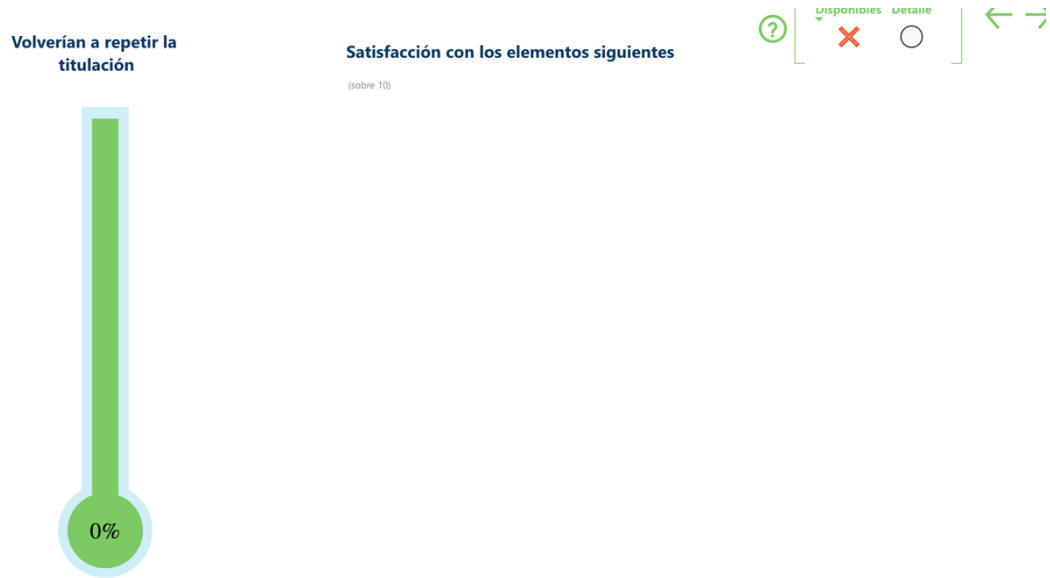 Disponibles Detalle
Volverían a repetir la
titulación
Satisfacción con los elementos siguientes
(sobre 10)
0%